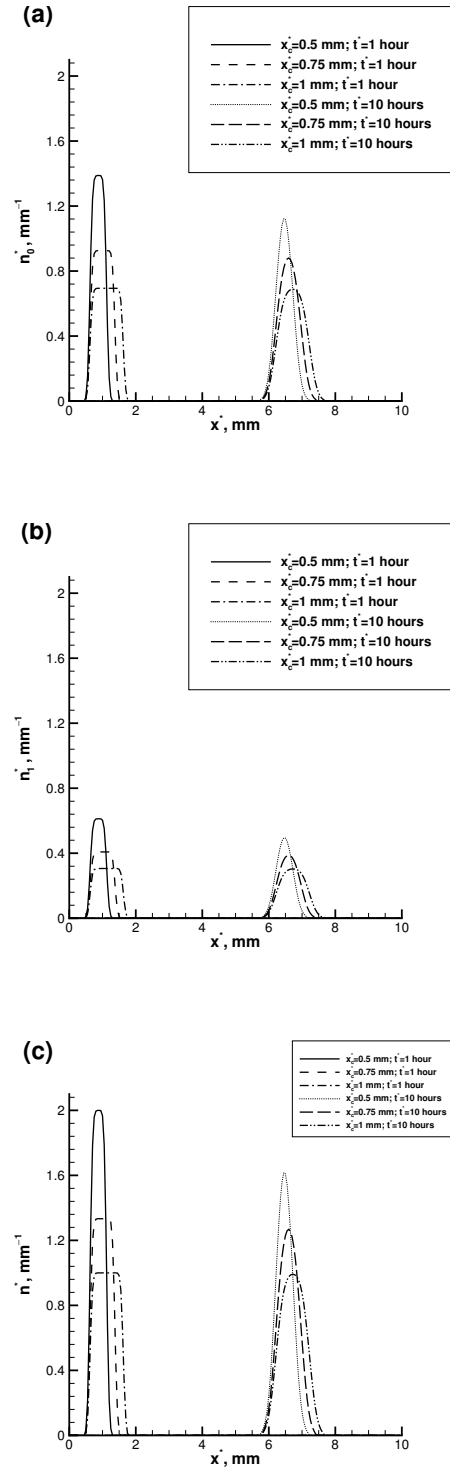 (a)
x*c=0.5 mm; t*=1 hour
x*c=0.75 mm; t*=1 hour
x*c=1 mm; t*=1 hour
x*c=0.5 mm; t*=10 hours
x*c=0.75 mm; t*=10 hours
x*c=1 mm; t*=10 hours
n*0, mm−1
2
1.6
1.2
0.8
0.4
0
0 2 4 6 8 10
x*, mm
(b)
x*c=0.5 mm; t*=1 hour
x*c=0.75 mm; t*=1 hour
x*c=1 mm; t*=1 hour
x*c=0.5 mm; t*=10 hours
x*c=0.75 mm; t*=10 hours
x*c=1 mm; t*=10 hours
n*1, mm−1
2
1.6
1.2
0.8
0.4
0
0 2 4 6 8 10
x*, mm
(c)
x*c=0.5 mm; t*=1 hour
x*c=0.75 mm; t*=1 hour
x*c=1 mm; t*=1 hour
x*c=0.5 mm; t*=10 hours
x*c=0.75 mm; t*=10 hours
x*c=1 mm; t*=10 hours
n*, mm−1
2
1.6
1.2
0.8
0.4
0
0 2 4 6 8 10
x*, mm